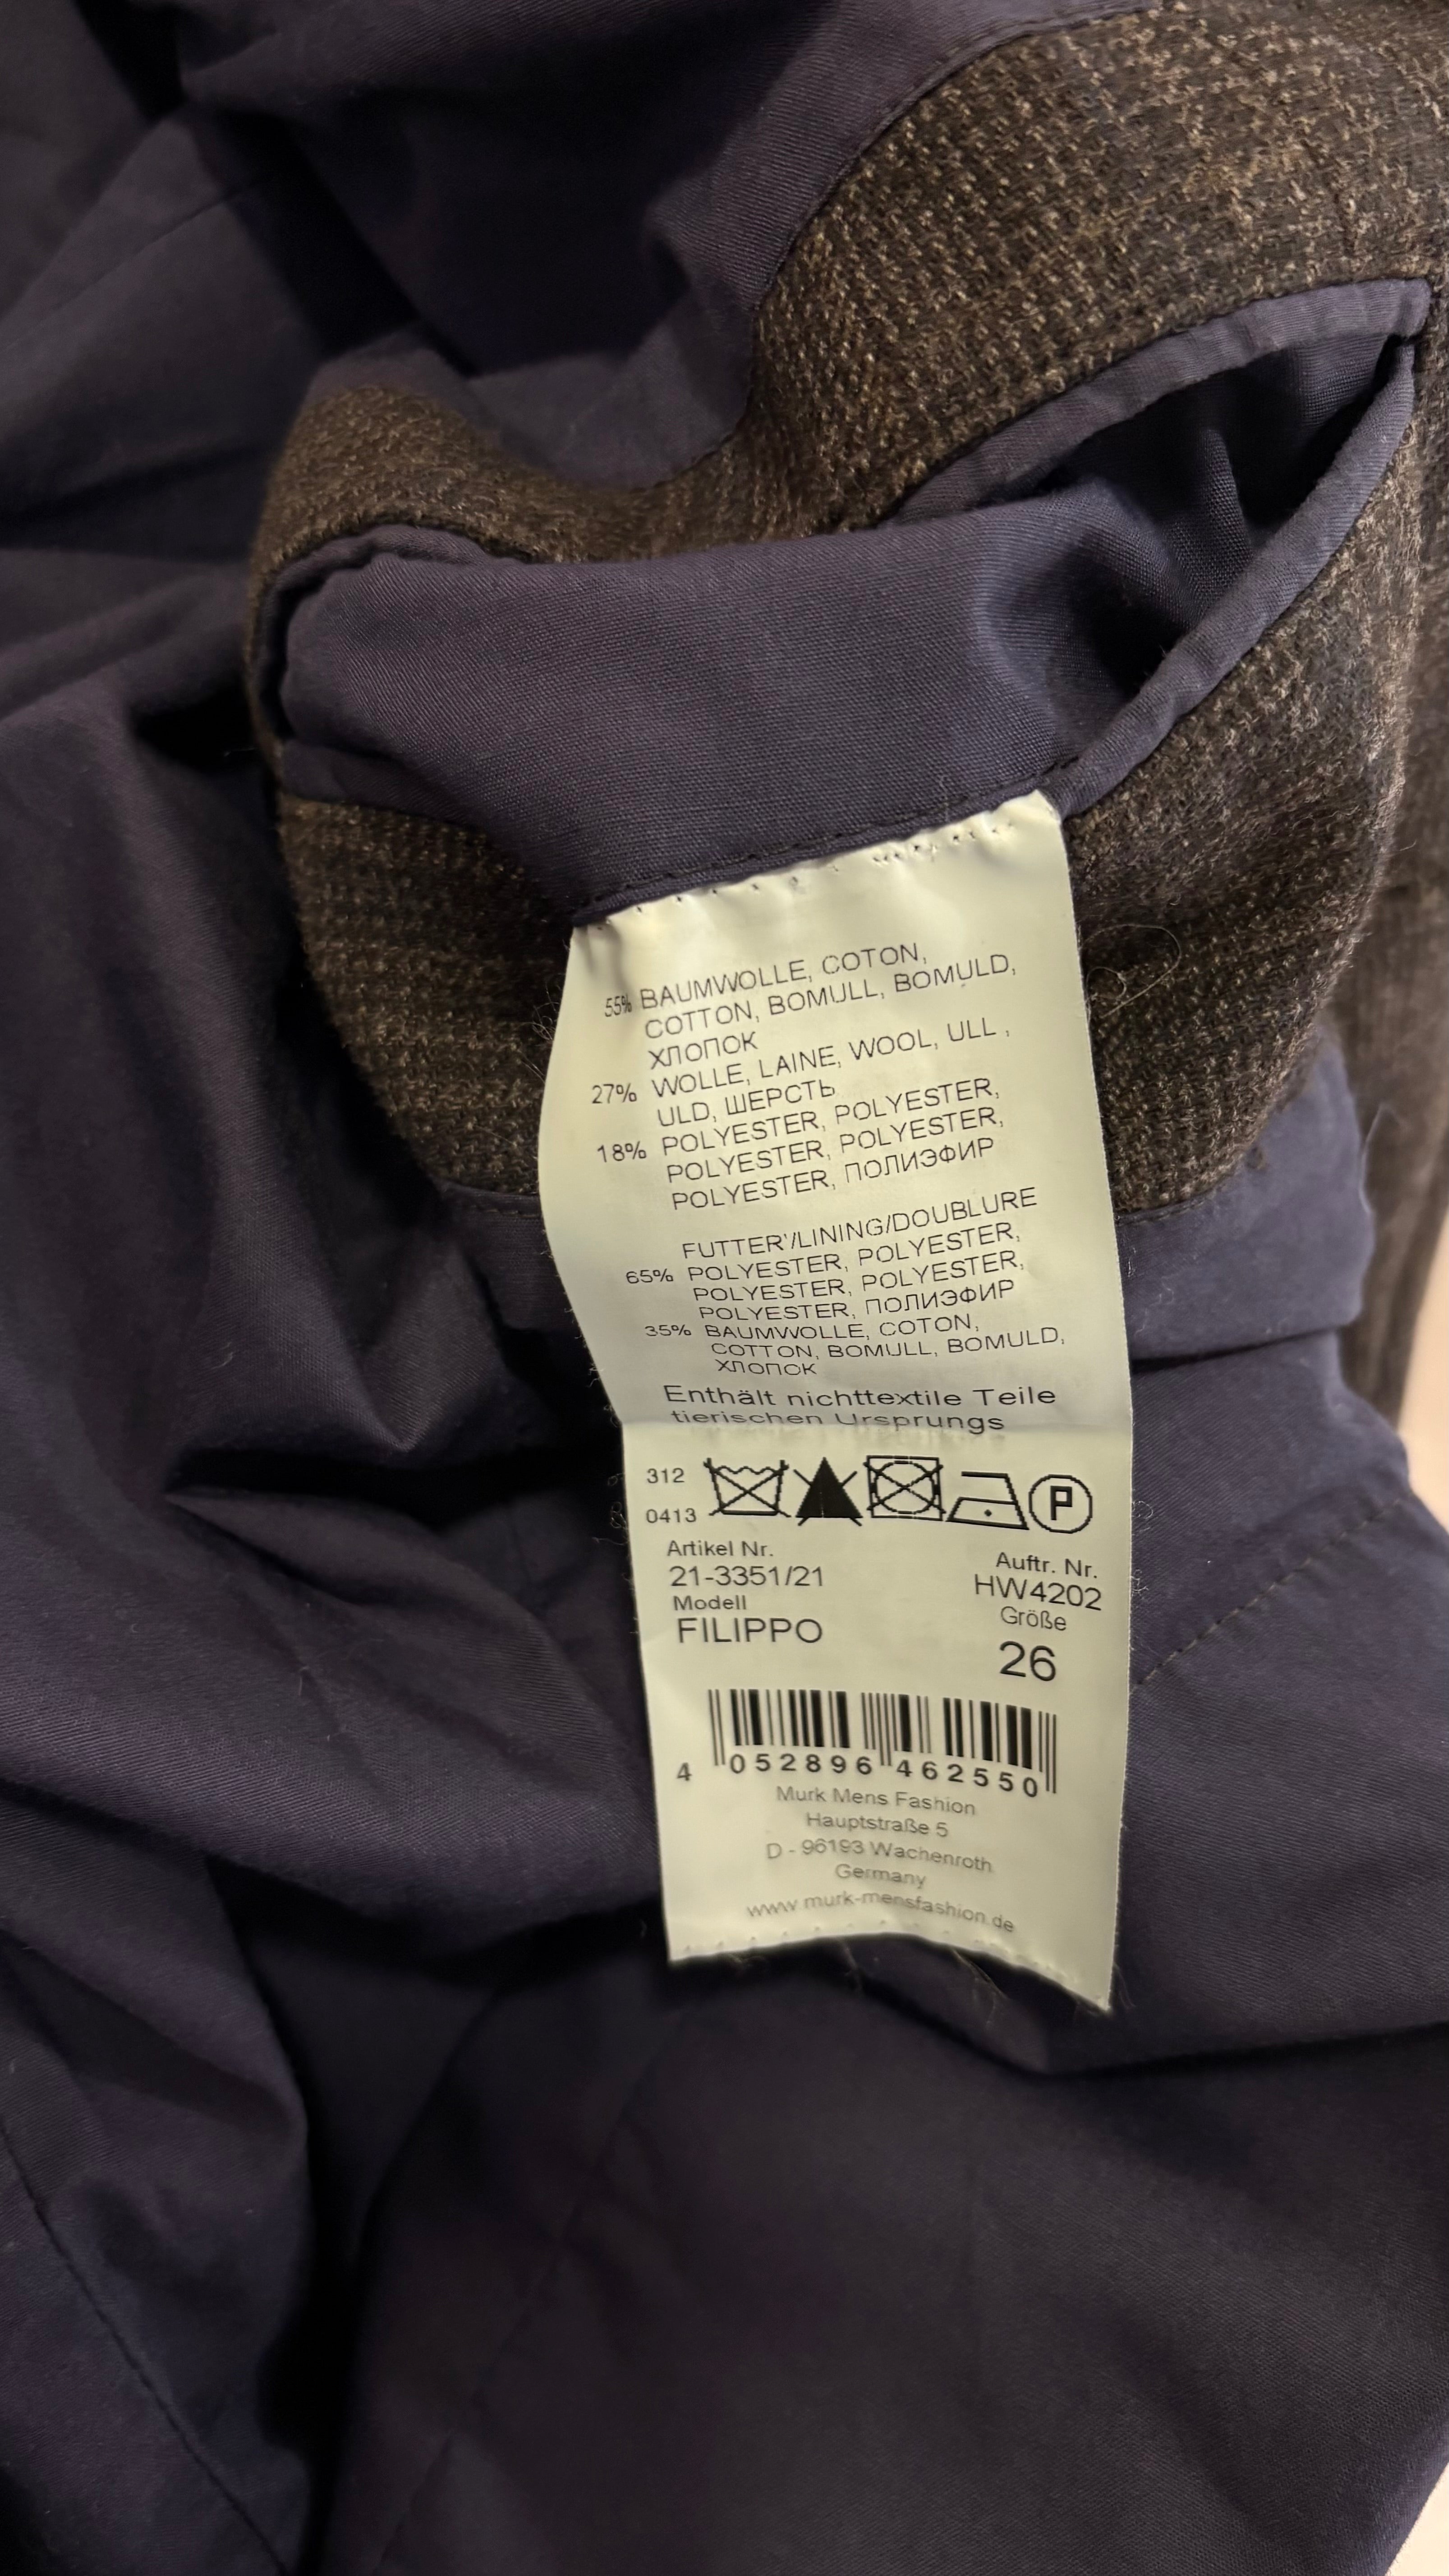 55% BAUMWOLLE, COTON,
COTTON, BOMULL, BOMULD,
ХЛОПОК
27% WOLLE, LAINE, WOOL, ULL ,
ULD, ШЕРСТЬ
18% POLYESTER, POLYESTER,
POLYESTER, POLYESTER,
POLYESTER, ПОЛИЭФИР
FUTTER'/LINING/DOUBLURE
65% POLYESTER, POLYESTER,
POLYESTER, POLYESTER,
POLYESTER, ПОЛИЭФИР
35% BAUMWOLLE, COTON,
COTTON, BOMULL, BOMULD,
ХЛОПОК
Enthält nichttextile Teile
tierischen Ursprungs
312
0413
P
Artikel Nr.
21-3351/21
Modell
FILIPPO
Auftr. Nr.
HW4202
Größe
26
4 052896 462550
Murk Mens Fashion
Hauptstraße 5
D - 96193 Wachenroth
Germany
www.murk-mensfashion.de